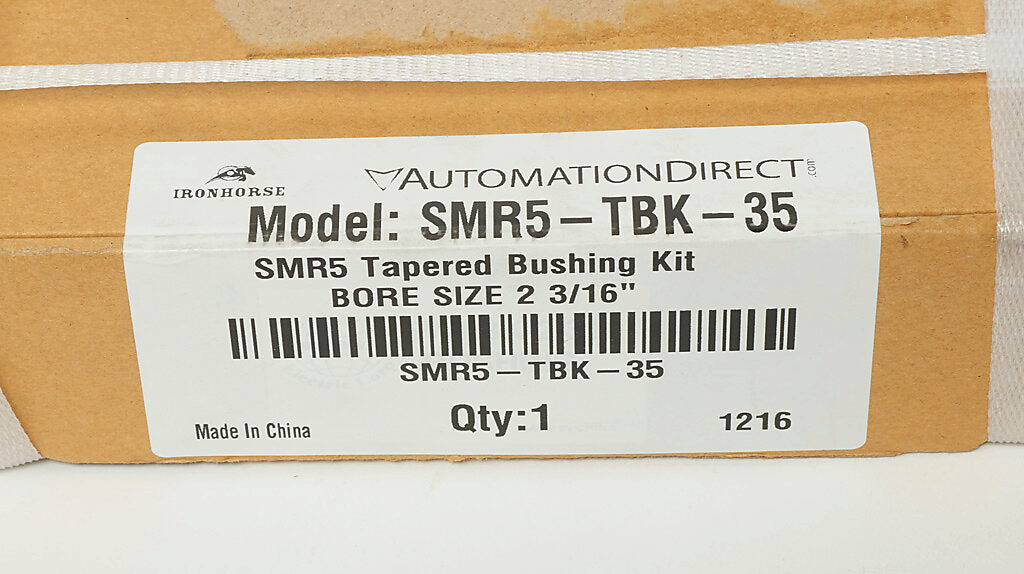 IRONHORSE
AUTOMATIONDIRECT.com
Model: SMR5-TBK-35
SMR5 Tapered Bushing Kit
BORE SIZE 2 3/16"
SMR5-TBK-35
Qty:1
Made In China
1216